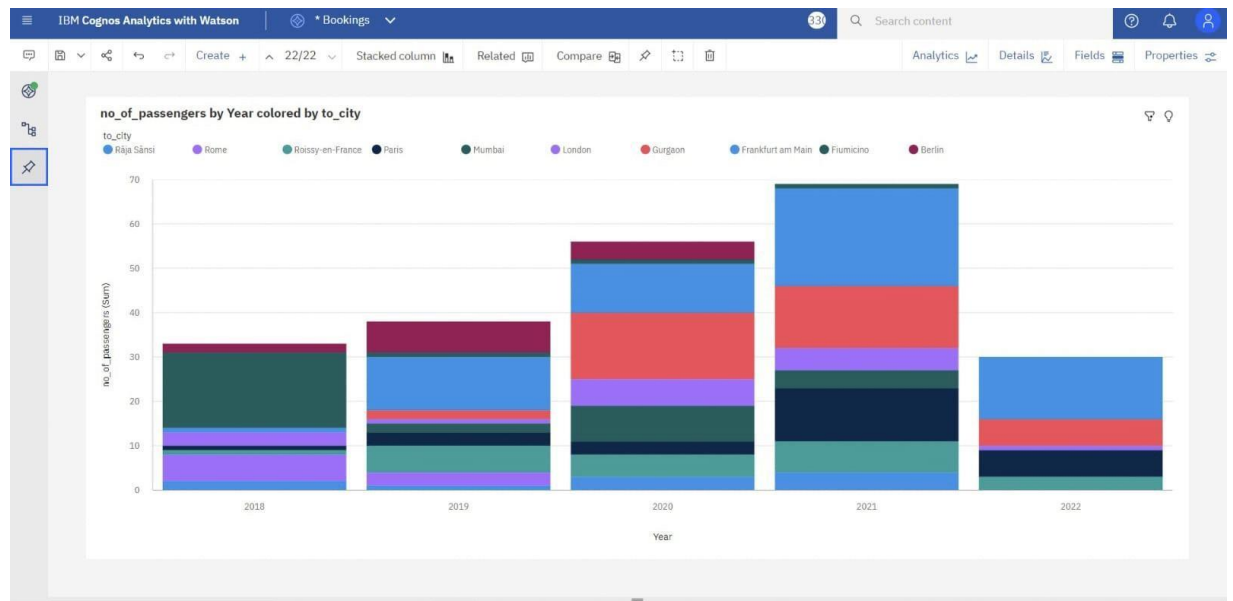 IBM Cognos Analytics with Watson
* Bookings
Search content
Create +
22/22
Stacked column
Related
Compare
Analytics
Details
Fields
Properties
no_of_passengers by Year colored by to_city
to_city
Rāja Sānsi Rome Roissy-en-France Paris Mumbai London Gurgaon Frankfurt am Main Fiumicino Berlin
70
60
50
40
30
20
10
0
no_of_passengers (Sum)
2018 2019 2020 2021 2022
Year